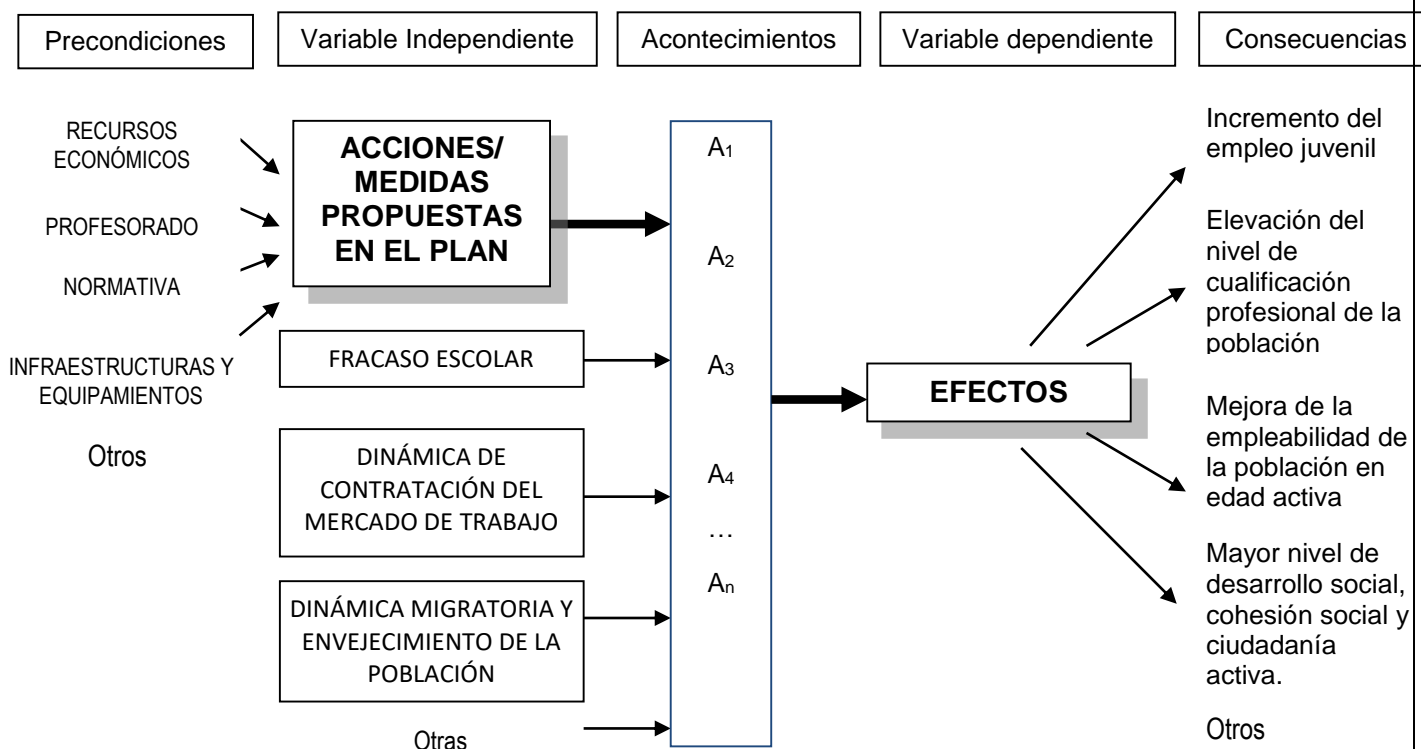 Precondiciones
Variable Independiente
Acontecimientos
Variable dependiente
Consecuencias
RECURSOS
ECONÓMICOS
PROFESORADO
NORMATIVA
INFRAESTRUCTURAS Y
EQUIPAMIENTOS
Otros
ACCIONES/
MEDIDAS
PROPUESTAS
EN EL PLAN
FRACASO ESCOLAR
DINÁMICA DE
CONTRATACIÓN DEL
MERCADO DE TRABAJO
DINÁMICA MIGRATORIA Y
ENVEJECIMIENTO DE LA
POBLACIÓN
Otras
A1
A2
A3
A4
…
An
EFECTOS
Incremento del
empleo juvenil
Elevación del
nivel de
cualificación
profesional de la
población
Mejora de la
empleabilidad de
la población en
edad activa
Mayor nivel de
desarrollo social,
cohesión social y
ciudadanía
activa.
Otros